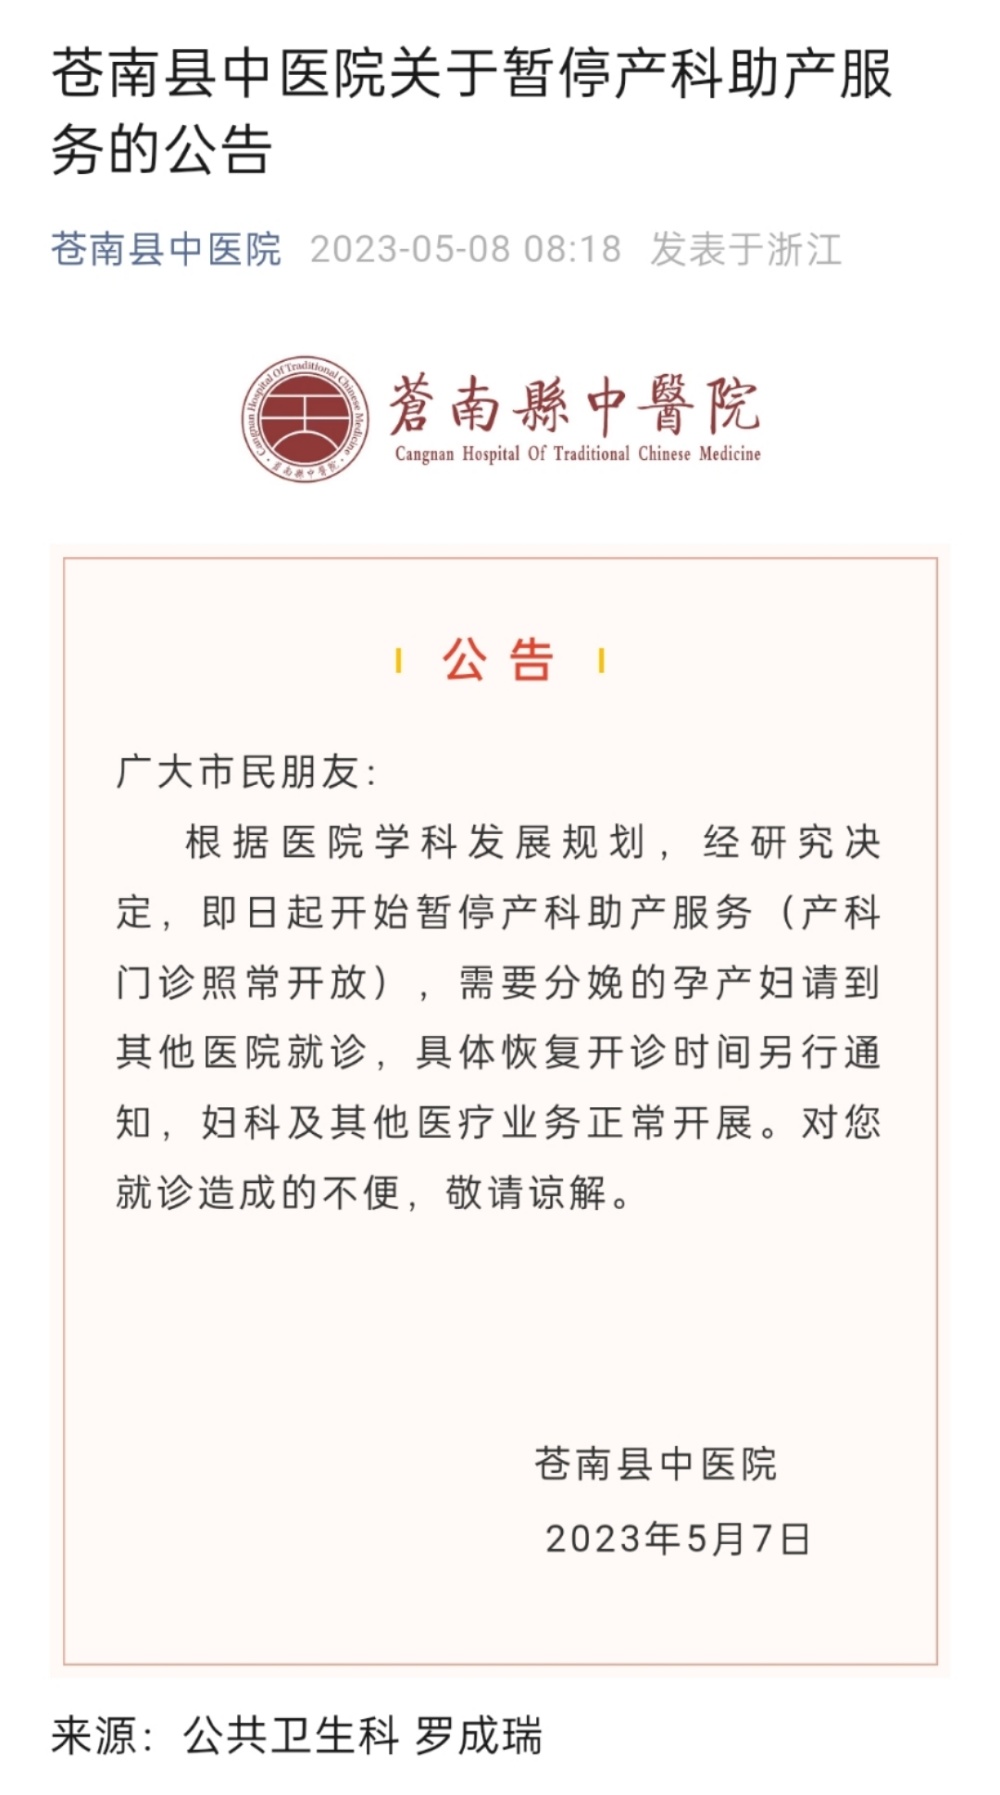 苍南县中医院关于暂停产科助产服
务的公告
苍南县中医院 2023-05-08 08:18 发表于浙江
Cangnan Hospital Of Traditional Chinese Medicine
蒼南縣中醫院
蒼南縣中醫院
Cangnan Hospital Of Traditional Chinese Medicine
公告
广大市民朋友：
根据医院学科发展规划，经研究决
定，即日起开始暂停产科助产服务（产科
门诊照常开放），需要分娩的孕产妇请到
其他医院就诊，具体恢复开诊时间另行通
知，妇科及其他医疗业务正常开展。对您
就诊造成的不便，敬请谅解。
苍南县中医院
2023年5月7日
来源：公共卫生科 罗成瑞